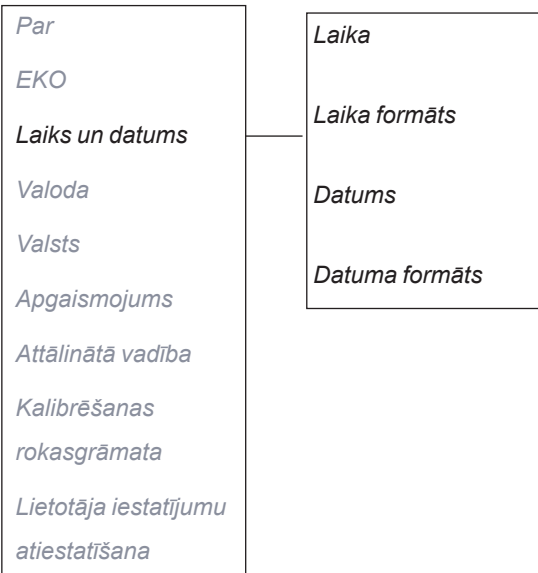 Par
EKO
Laiks un datums
Valoda
Valsts
Apgaismojums
Attālinātā vadība
Kalibrēšanas
rokasgrāmata
Lietotāja iestatījumu
atiestatīšana
Laika
Laika formāts
Datums
Datuma formāts